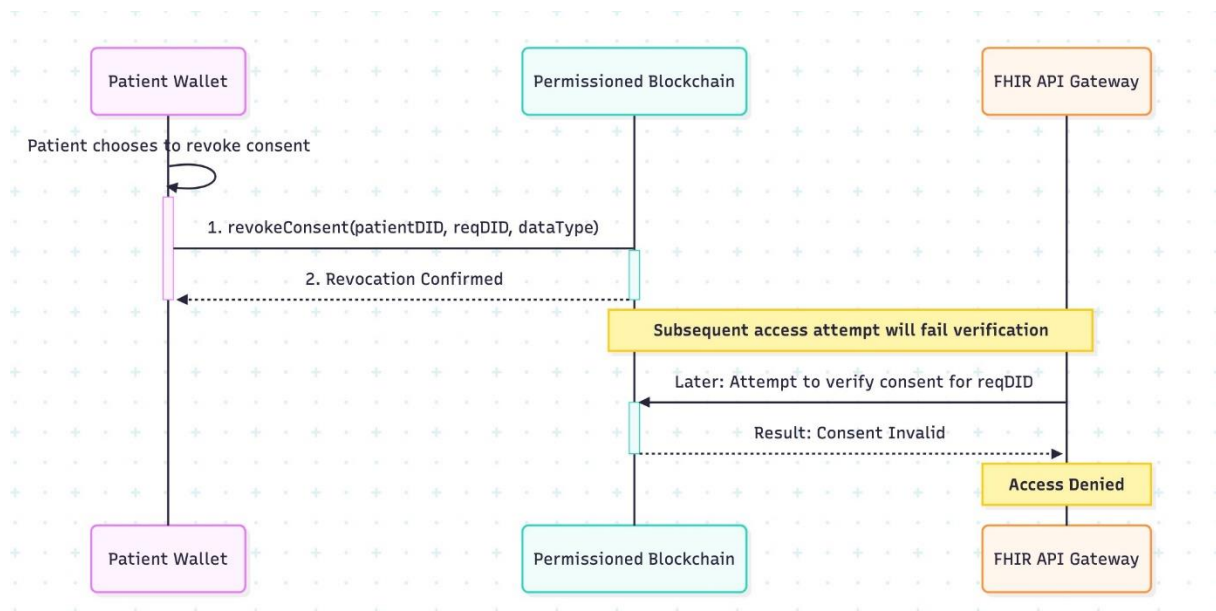 Patient Wallet
Permissioned Blockchain
FHIR API Gateway
Patient chooses to revoke consent
1. revokeConsent(patientDID, reqDID, dataType)
2. Revocation Confirmed
Subsequent access attempt will fail verification
Later: Attempt to verify consent for reqDID
Result: Consent Invalid
Access Denied
Patient Wallet
Permissioned Blockchain
FHIR API Gateway